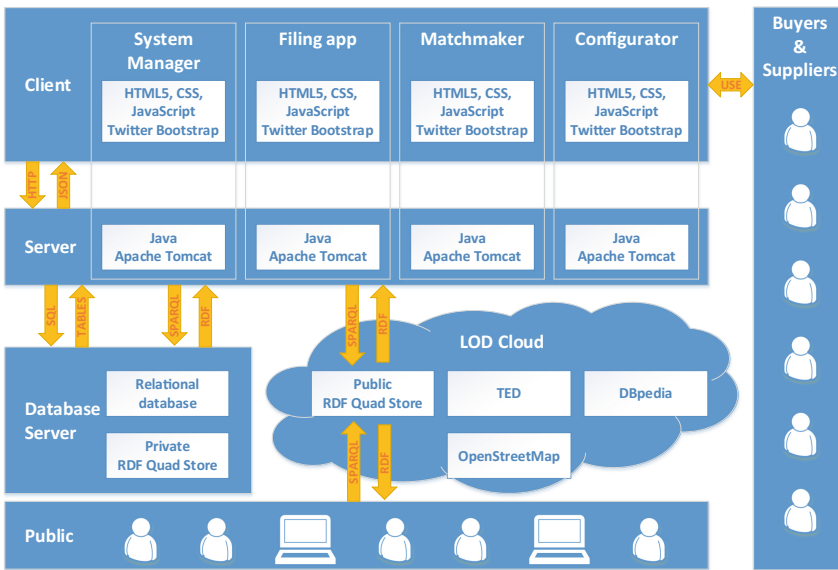 Client
System
Manager
HTML5, CSS,
JavaScript
Twitter Bootstrap
Filing app
HTML5, CSS,
JavaScript
Twitter Bootstrap
Matchmaker
HTML5, CSS,
JavaScript
Twitter Bootstrap
Configurator
HTML5, CSS,
JavaScript
Twitter Bootstrap
USE
Buyers
&
Suppliers
HTTP
JSON
Server
Java
Apache Tomcat
Java
Apache Tomcat
Java
Apache Tomcat
Java
Apache Tomcat
SQL
TABLES
SPARQL
RDF
SPARQL
RDF
Database
Server
Relational
database
Private
RDF Quad Store
LOD Cloud
Public
RDF Quad Store
TED
DBpedia
OpenStreetMap
SPARQL
RDF
Public